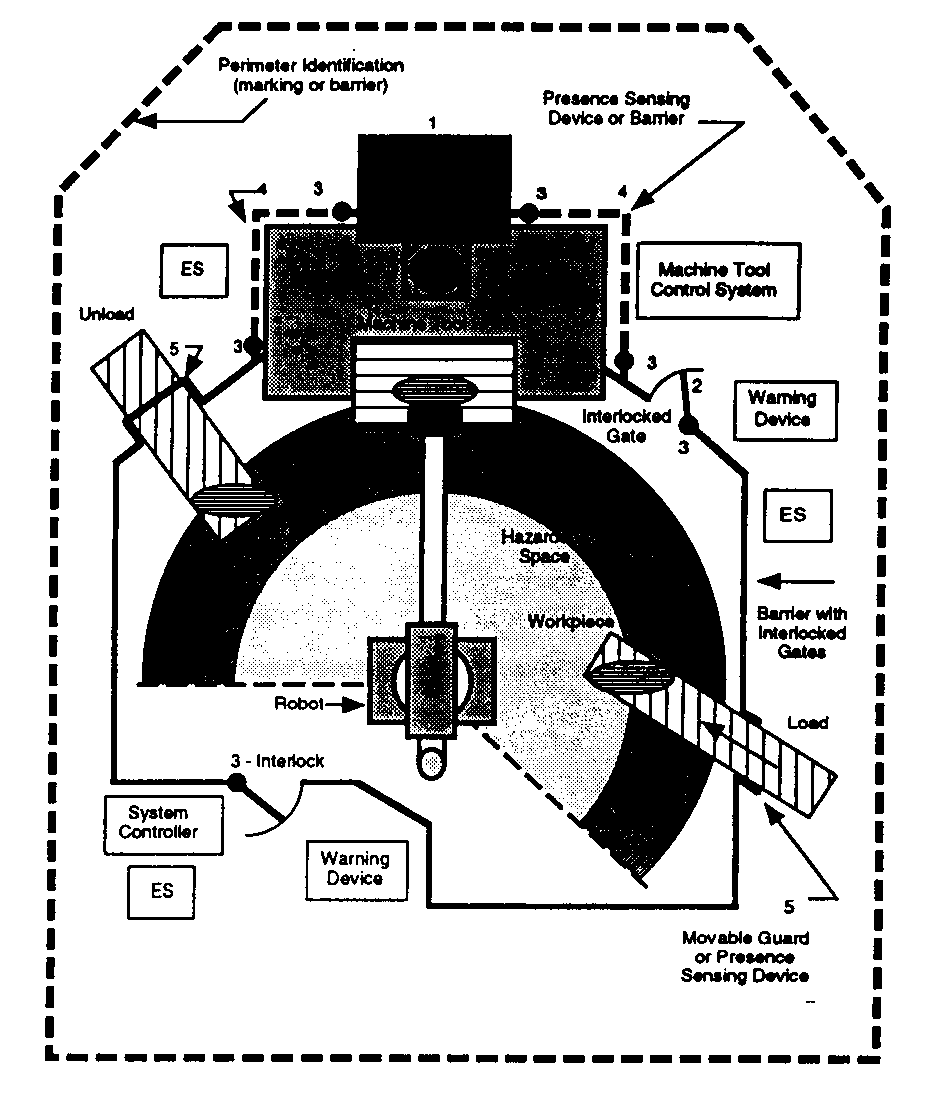 Perimeter Identification
(marking or barrier)
Presence Sensing
Device or Barrier
1
3
3
4
4
ES
Machine Tool
Control System
Unload
5
3
3
2
Interlocked
Gate
3
Warning
Device
ES
Space
Barrier with
Interlocked
Gates
Workpiece
Robot
Load
3 - Interlock
System
Controller
ES
Warning
Device
5
Movable Guard
or Presence
Sensing Device